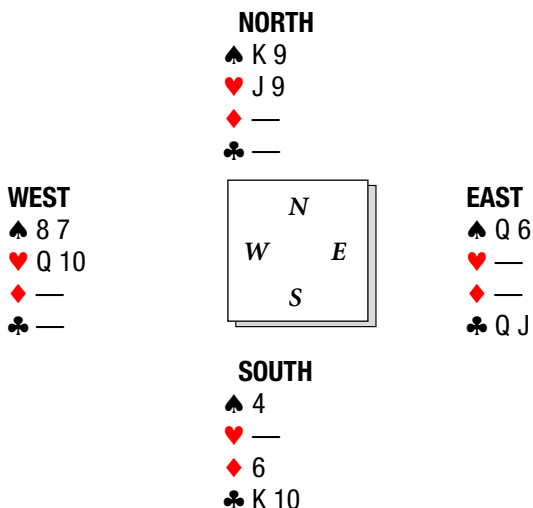 NORTH
♠ K 9
♥ J 9
♦ —
♣ —
WEST
♠ 8 7
♥ Q 10
♦ —
♣ —
N
W E
S
EAST
♠ Q 6
♥ —
♦ —
♣ Q J
SOUTH
♠ 4
♥ —
♦ 6
♣ K 10